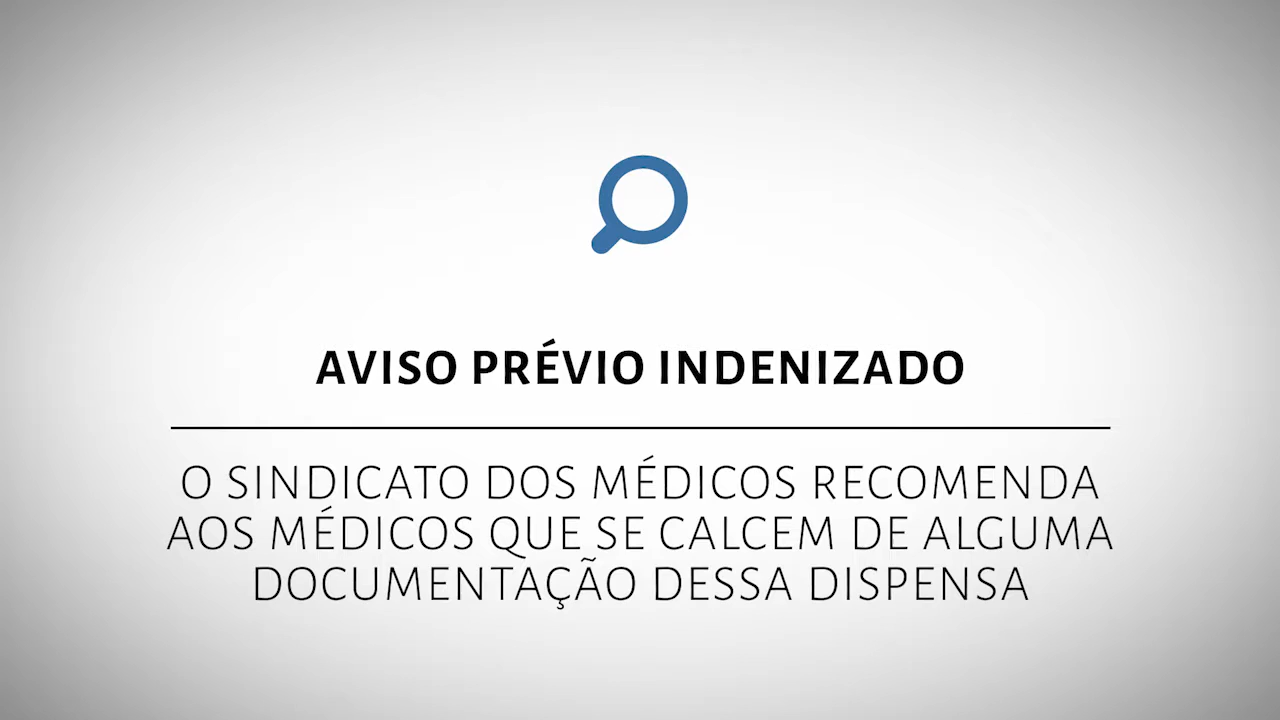 AVISO PRÉVIO INDENIZADO
O SINDICATO DOS MÉDICOS RECOMENDA
AOS MÉDICOS QUE SE CALCEM DE ALGUMA
DOCUMENTAÇÃO DESSA DISPENSA